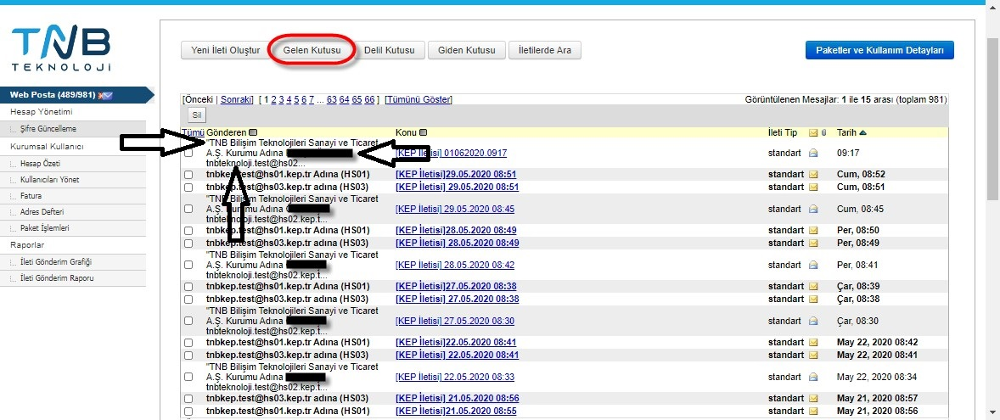 TNB
TEKNOLOJİ
Web Posta (489/981)
Hesap Yönetimi
Şifre Güncelleme
Kurumsal Kullanıcı
Hesap Özeti
Kullanıcıları Yönet
Fatura
Adres Defteri
Paket İşlemleri
Raporlar
İleti Gönderim Grafiği
İleti Gönderim Raporu
Yeni İleti Oluştur Gelen Kutusu Delil Kutusu Giden Kutusu İletilerde Ara
Paketler ve Kullanım Detayları
[Önceki | Sonraki] [ 1 2 3 4 5 6 7 ... 63 64 65 66 ] [Tümünü Göster] Görüntülenen Mesajlar: 1 ile 15 arası (toplam 981)
Sil
Tümü Gönderen Konu İleti Tip Tarih
"TNB Bilişim Teknolojileri Sanayi ve Ticaret
A.Ş. Kurumu Adına [KEP İletisi] 01062020.0917 standart 09:17
tnbteknoloji.test@hs02...
tnbkep.test@hs01.kep.tr Adına (HS01) [KEP İletisi]29.05.2020 08:51 standart Cum, 08:52
tnbkep.test@hs03.kep.tr adına (HS03) [KEP İletisi] 29.05.2020 08:51 standart Cum, 08:51
"TNB Bilişim Teknolojileri Sanayi ve Ticaret
A.Ş. Kurumu Adına [KEP İletisi] 29.05.2020 08:45 standart Cum, 08:45
tnbteknoloji.test@hs02.kep.t...
tnbkep.test@hs01.kep.tr Adına (HS01) [KEP İletisi]28.05.2020 08:49 standart Per, 08:50
tnbkep.test@hs03.kep.tr adına (HS03) [KEP İletisi] 28.05.2020 08:49 standart Per, 08:49
"TNB Bilişim Teknolojileri Sanayi ve Ticaret
A.Ş. Kurumu Adına [KEP İletisi] 28.05.2020 08:42 standart Per, 08:41
tnbteknoloji.test@hs02.kep.t...
tnbkep.test@hs01.kep.tr Adına (HS01) [KEP İletisi]27.05.2020 08:38 standart Çar, 08:39
tnbkep.test@hs03.kep.tr adına (HS03) [KEP İletisi] 27.05.2020 08:38 standart Çar, 08:38
"TNB Bilişim Teknolojileri Sanayi ve Ticaret
A.Ş. Kurumu Adına [KEP İletisi] 27.05.2020 08:30 standart Çar, 08:30
tnbteknoloji.test@hs02.kep.t...
tnbkep.test@hs01.kep.tr Adına (HS01) [KEP İletisi]22.05.2020 08:41 standart May 22, 2020 08:42
tnbkep.test@hs03.kep.tr adına (HS03) [KEP İletisi] 22.05.2020 08:41 standart May 22, 2020 08:41
"TNB Bilişim Teknolojileri Sanayi ve Ticaret
A.Ş. Kurumu Adına [KEP İletisi] 22.05.2020 08:33 standart May 22, 2020 08:34
tnbteknoloji.test@hs02.kep.t...
tnbkep.test@hs03.kep.tr adına (HS03) [KEP İletisi] 21.05.2020 08:56 standart May 21, 2020 08:57
tnbkep.test@hs01.kep.tr Adına (HS01) [KEP İletisi]21.05.2020 08:55 standart May 21, 2020 08:56